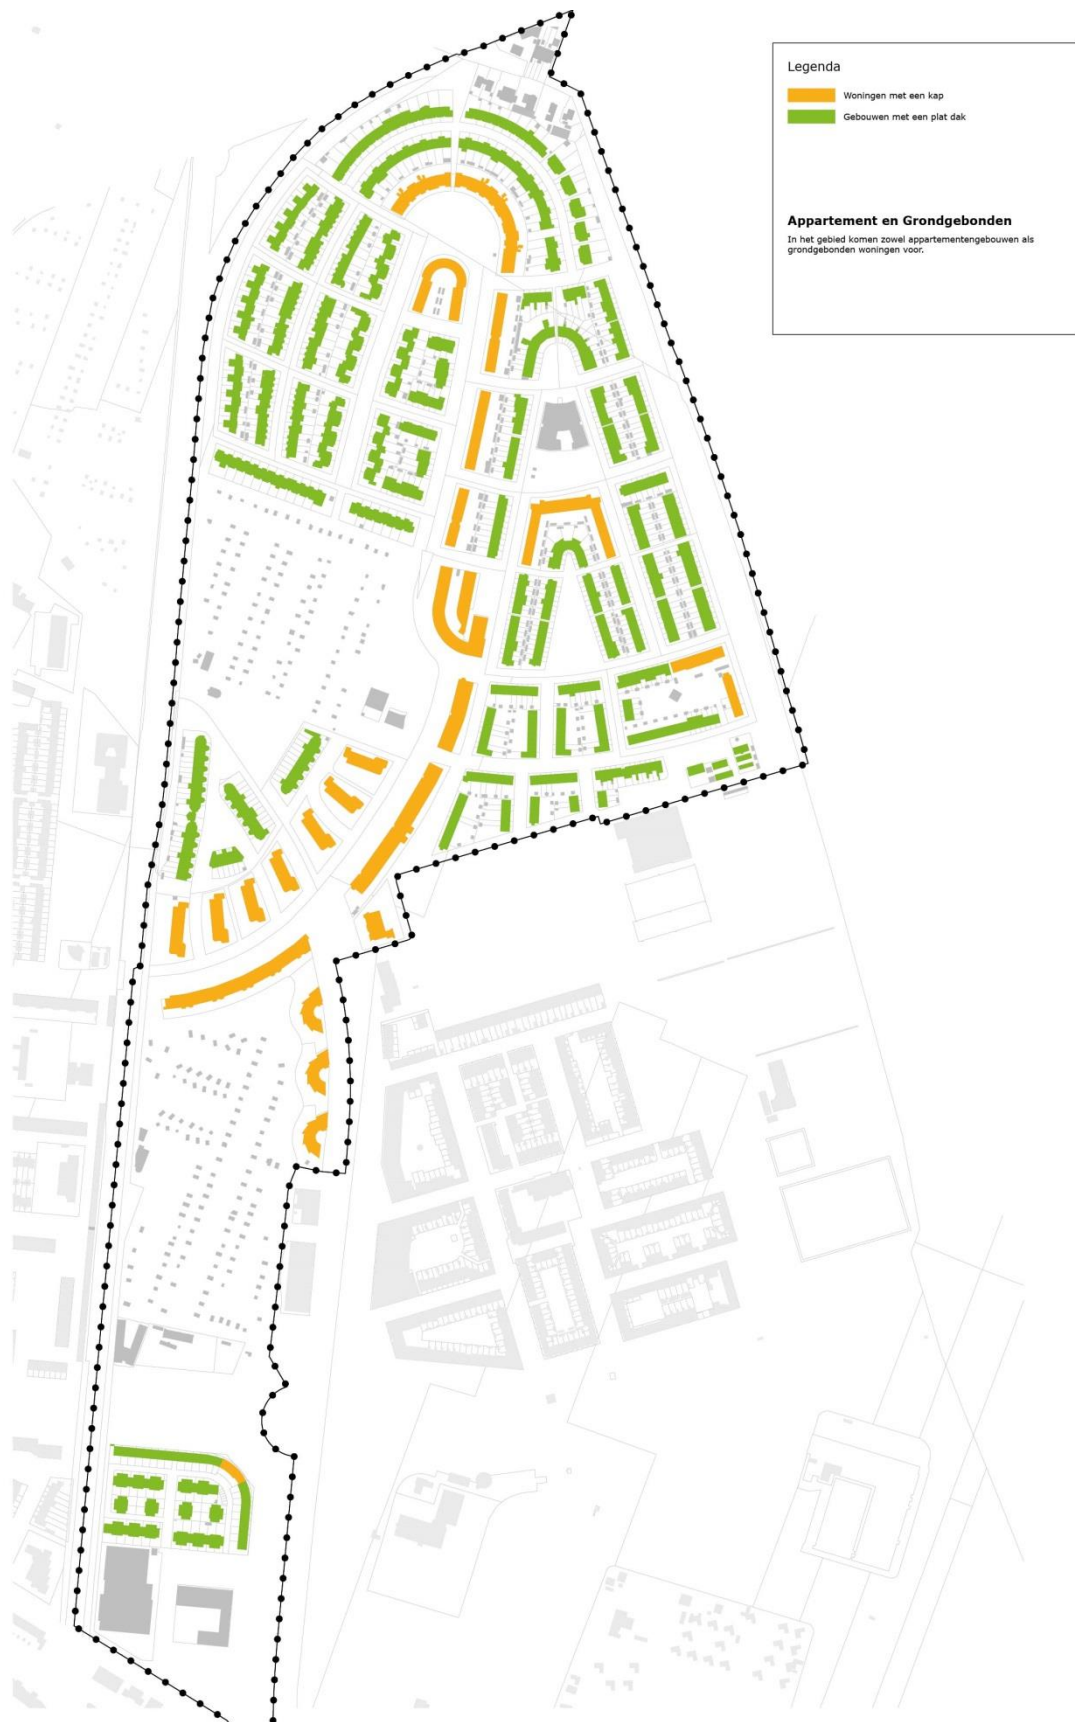 Legenda
Woningen met een kap
Gebouwen met een plat dak
Appartement en Grondgebonden
In het gebied komen zowel appartementengebouwen als
grondgebonden woningen voor.